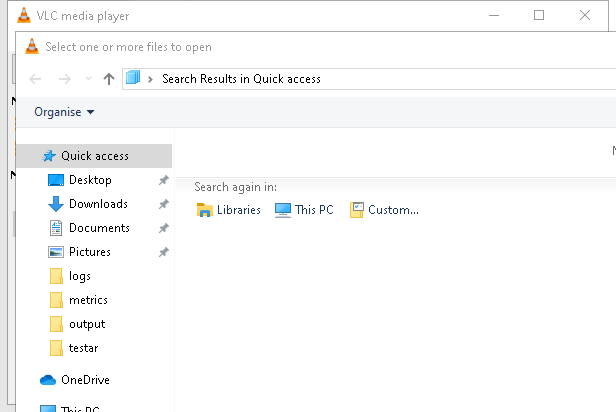 VLC media player
Select one or more files to open
Search Results in Quick access
Organise
Quick access
Desktop
Downloads
Documents
Pictures
logs
metrics
output
testar
OneDrive
This PC
Search again in:
Libraries
This PC
Custom...